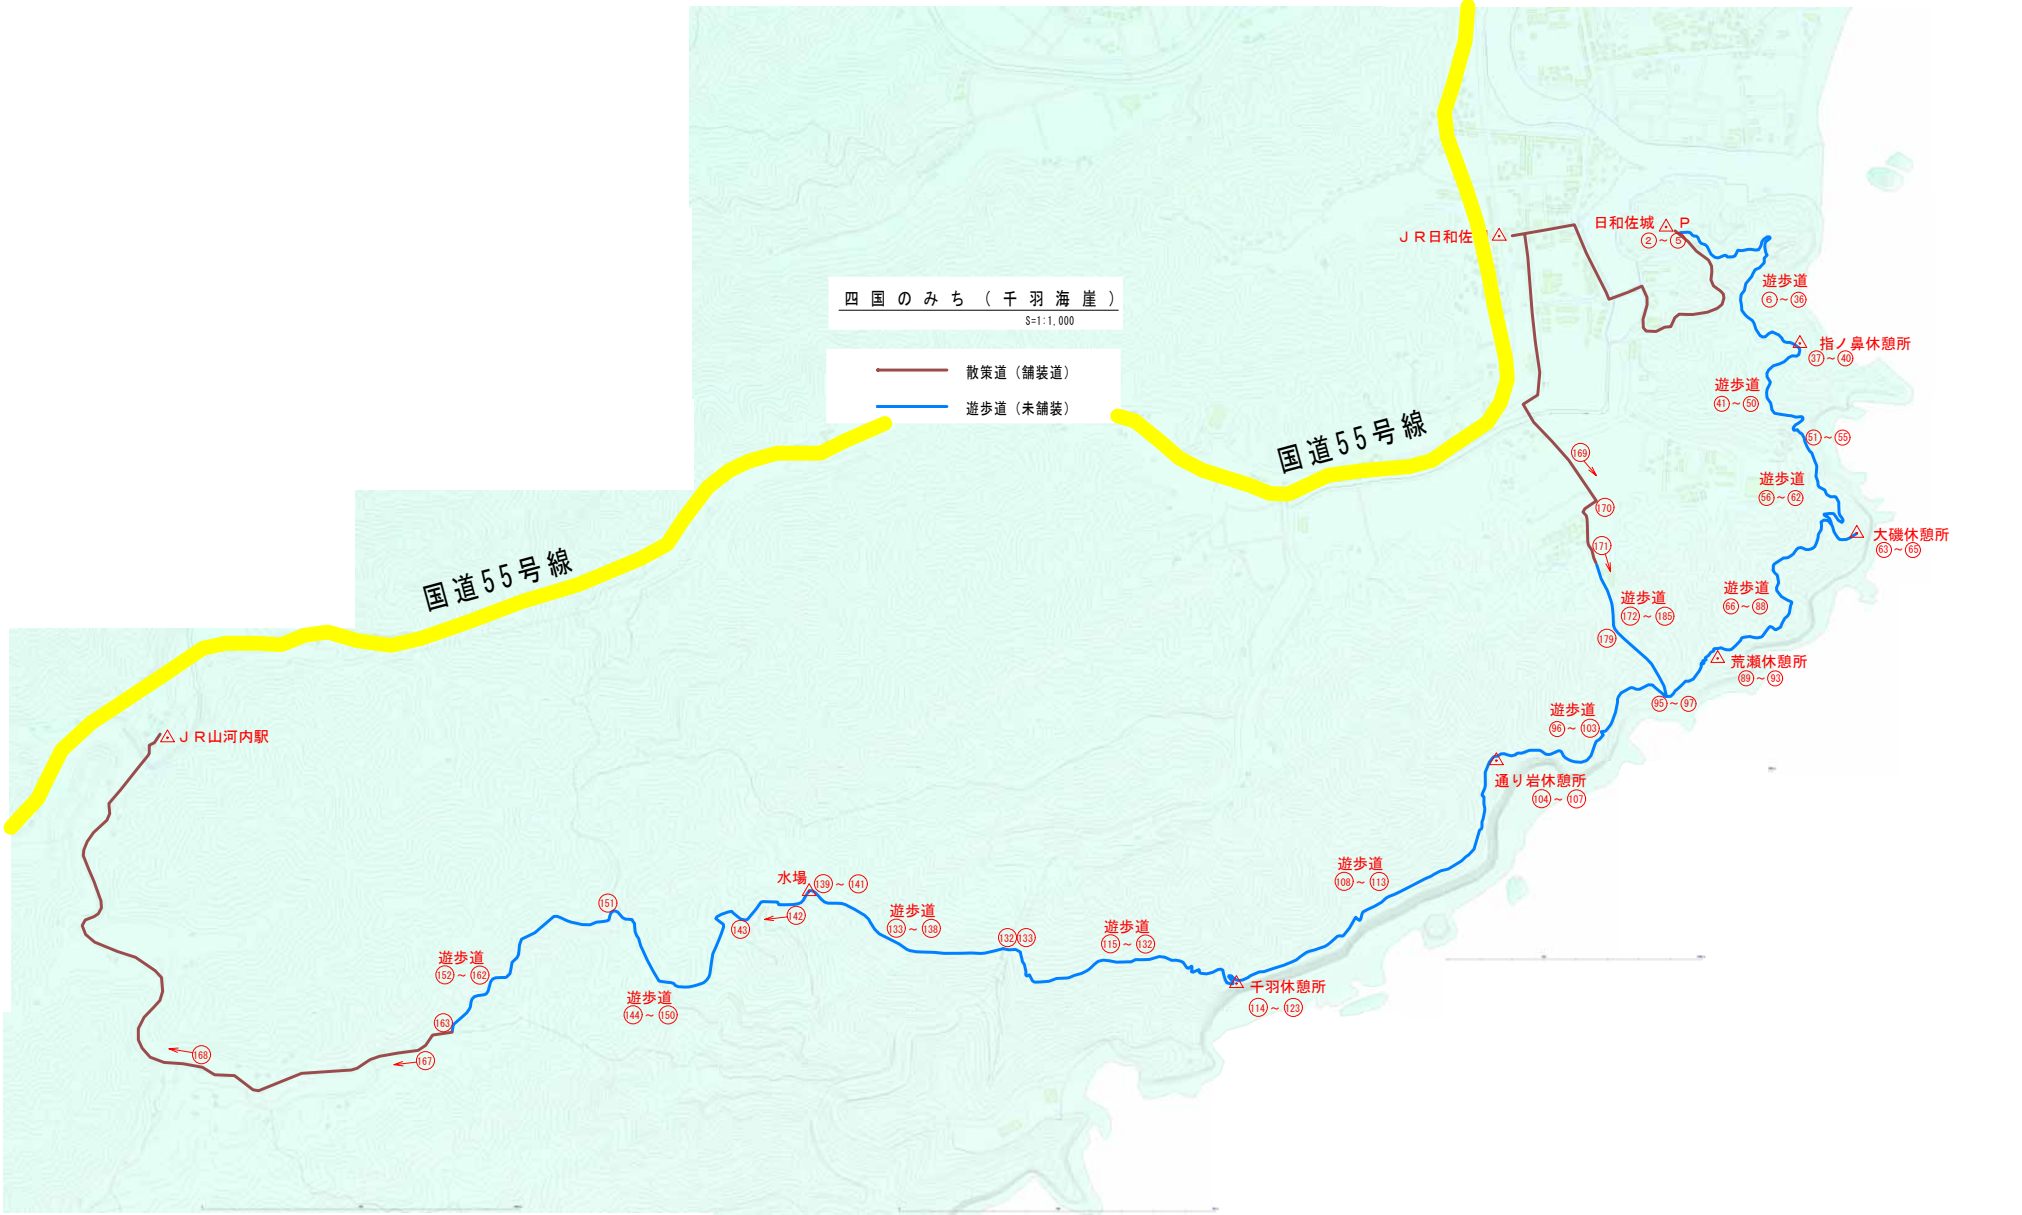 四国のみち（千羽海崖）
S=1:1,000
散策道（舗装道）
遊歩道（未舗装）
国道55号線
国道55号線
ＪＲ日和佐
日和佐城 P
②～⑤
遊歩道
⑥～㊱
指ノ鼻休憩所
㊲～㊵
遊歩道
㊶～㊿
51～55
遊歩道
56～62
大磯休憩所
63～65
遊歩道
66～88
荒瀬休憩所
89～93
95～97
169
170
171
遊歩道
172～185
179
遊歩道
96～103
通り岩休憩所
104～107
遊歩道
108～113
千羽休憩所
114～123
遊歩道
115～132
132 133
遊歩道
133～138
水場 139～141
142
143
遊歩道
144～150
151
遊歩道
152～162
163
167
168
ＪＲ山河内駅